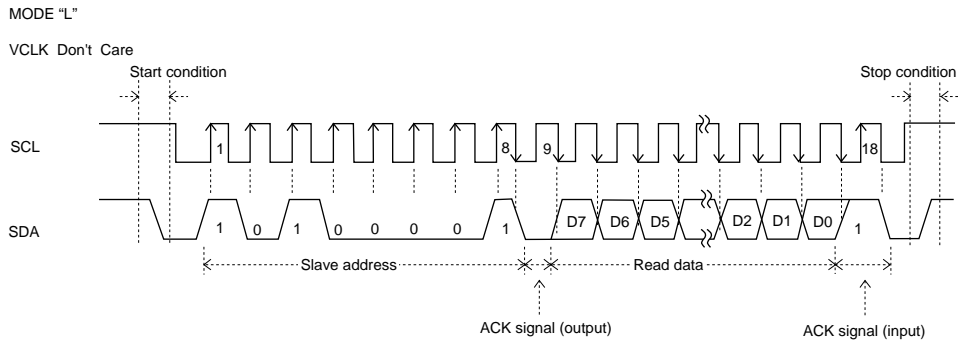 MODE "L"
VCLK Don't Care
Start condition
Stop condition
SCL
1
8
9
18
SDA
1
0
1
0
0
0
0
1
D7
D6
D5
D2
D1
D0
1
Slave address
Read data
ACK signal (output)
ACK signal (input)